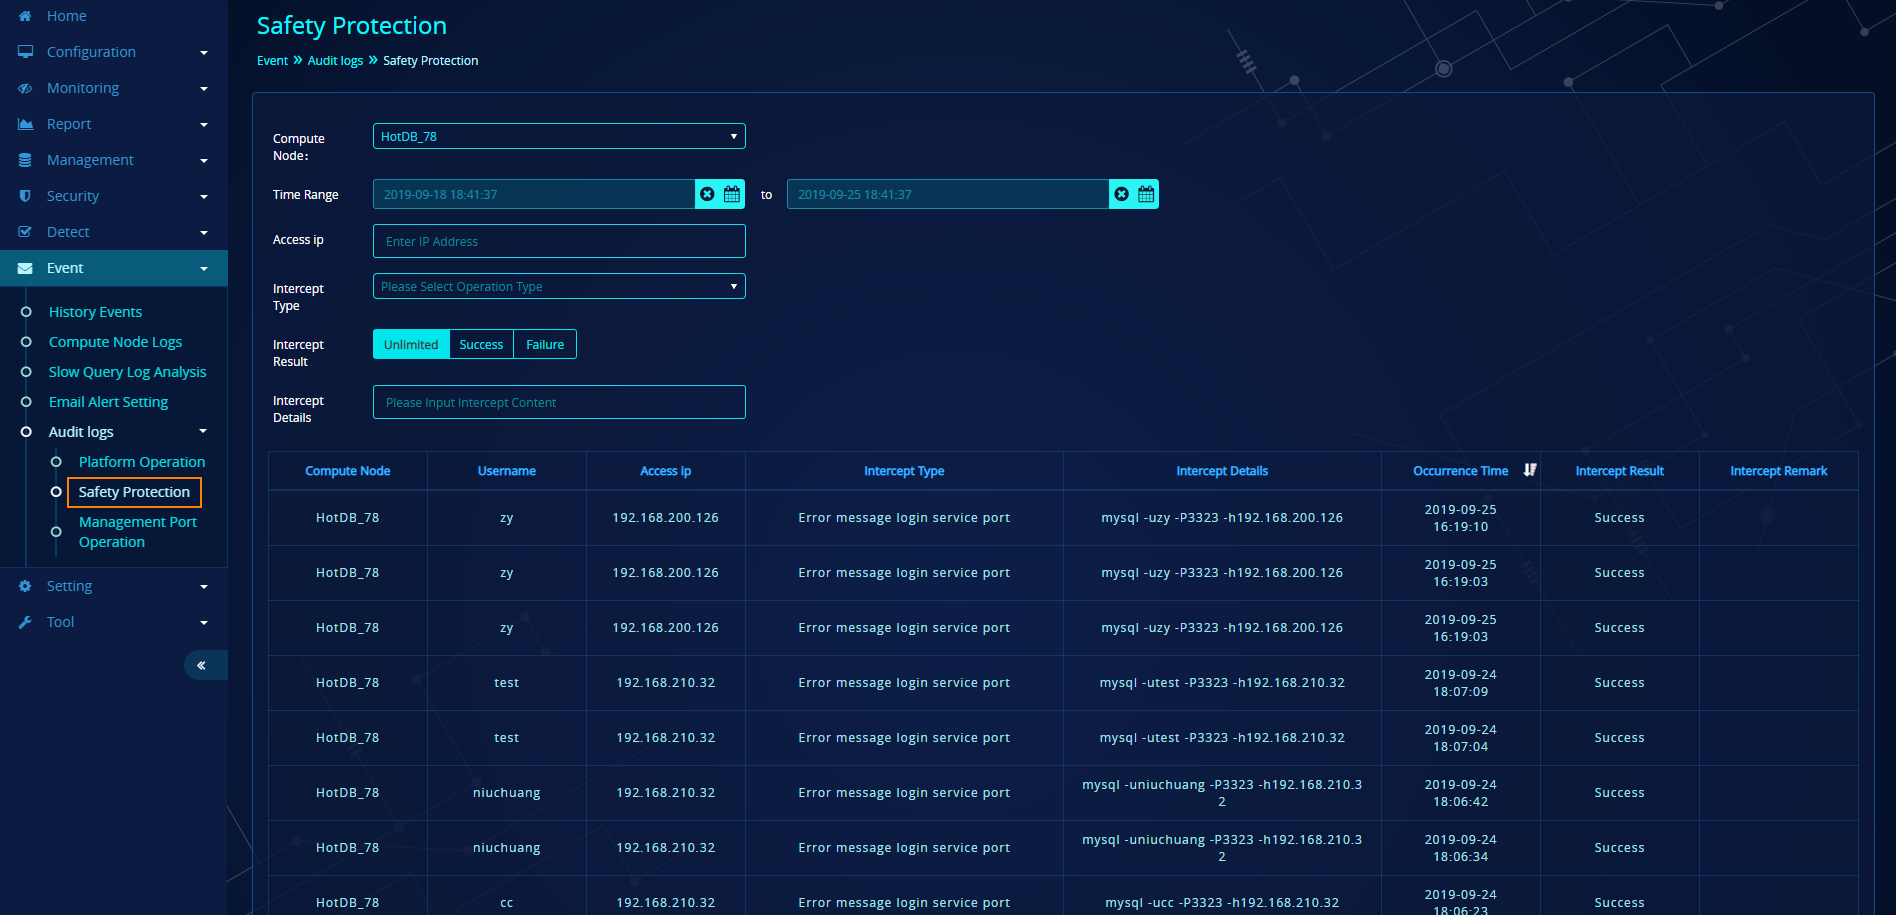 Home
Configuration
Monitoring
Report
Management
Security
Detect
Event
History Events
Compute Node Logs
Slow Query Log Analysis
Email Alert Setting
Audit logs
Platform Operation
Safety Protection
Management Port
Operation
Setting
Tool
Safety Protection
Event » Audit logs » Safety Protection
Compute
Node:
HotDB_78
Time Range
2019-09-18 18:41:37
to
2019-09-25 18:41:37
Access ip
Enter IP Address
Intercept
Type
Please Select Operation Type
Intercept
Result
Unlimited Success Failure
Intercept
Details
Please Input Intercept Content
Compute Node Username Access ip Intercept Type Intercept Details Occurrence Time Intercept Result Intercept Remark
HotDB_78 zy 192.168.200.126 Error message login service port mysql -uzy -P3323 -h192.168.200.126 2019-09-25
16:19:10 Success
HotDB_78 zy 192.168.200.126 Error message login service port mysql -uzy -P3323 -h192.168.200.126 2019-09-25
16:19:03 Success
HotDB_78 zy 192.168.200.126 Error message login service port mysql -uzy -P3323 -h192.168.200.126 2019-09-25
16:19:03 Success
HotDB_78 test 192.168.210.32 Error message login service port mysql -utest -P3323 -h192.168.210.32 2019-09-24
18:07:09 Success
HotDB_78 test 192.168.210.32 Error message login service port mysql -utest -P3323 -h192.168.210.32 2019-09-24
18:07:04 Success
HotDB_78 niuchuang 192.168.210.32 Error message login service port mysql -uniuchuang -P3323 -h192.168.210.3
2 2019-09-24
18:06:42 Success
HotDB_78 niuchuang 192.168.210.32 Error message login service port mysql -uniuchuang -P3323 -h192.168.210.3
2 2019-09-24
18:06:34 Success
HotDB_78 cc 192.168.210.32 Error message login service port mysql -ucc -P3323 -h192.168.210.32 2019-09-24
18:06:23 Success